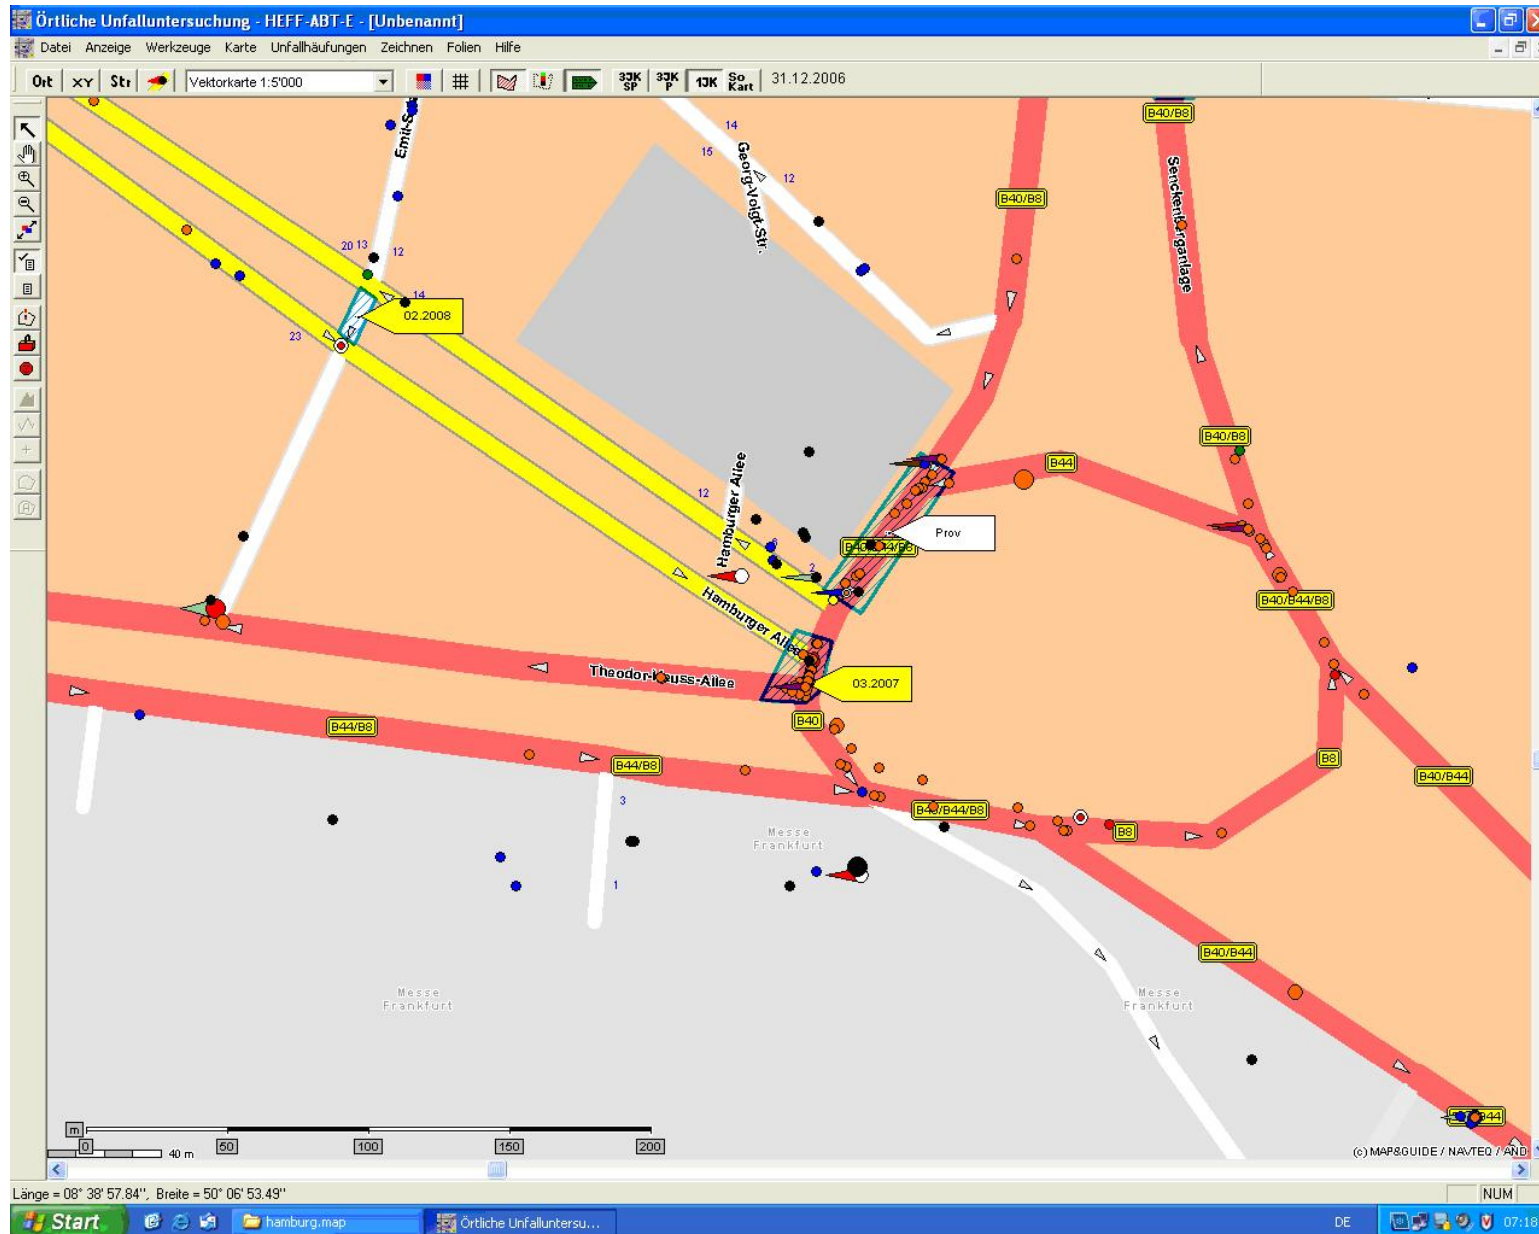 Örtliche Unfalluntersuchung - HEFF-ABT-E - [Unbenannt]
Datei Anzeige Werkzeuge Karte Unfallhäufungen Zeichnen Folien Hilfe
Ort XY Str Vektorkarte 1:5'000 3JK SP 3JK P 1JK So Kart 31.12.2006
14
B40/B8
15
Georg-Voigt-Str.
12
B40/B8
Senckenberganlage
20 13
12
14
02.2008
23
B40/B8
B44
Hamburger Allee
12
Prov
6
2
B40/B44/B8
Hamburger Allee
Theodor-Heuss-Allee
03.2007
B40
B44/B8
B44/B8
B8
B40/B44
3
B40/B44/B8
B8
Messe
Frankfurt
1
B40/B44
Messe
Frankfurt
Messe
Frankfurt
m
0 50 100 150 200
40 m
(c) MAP&GUIDE / NAVTEQ / AND
Länge = 08° 38' 57.84", Breite = 50° 06' 53.49"
NUM
Start hamburg.map Örtliche Unfalluntersu... DE 07:18